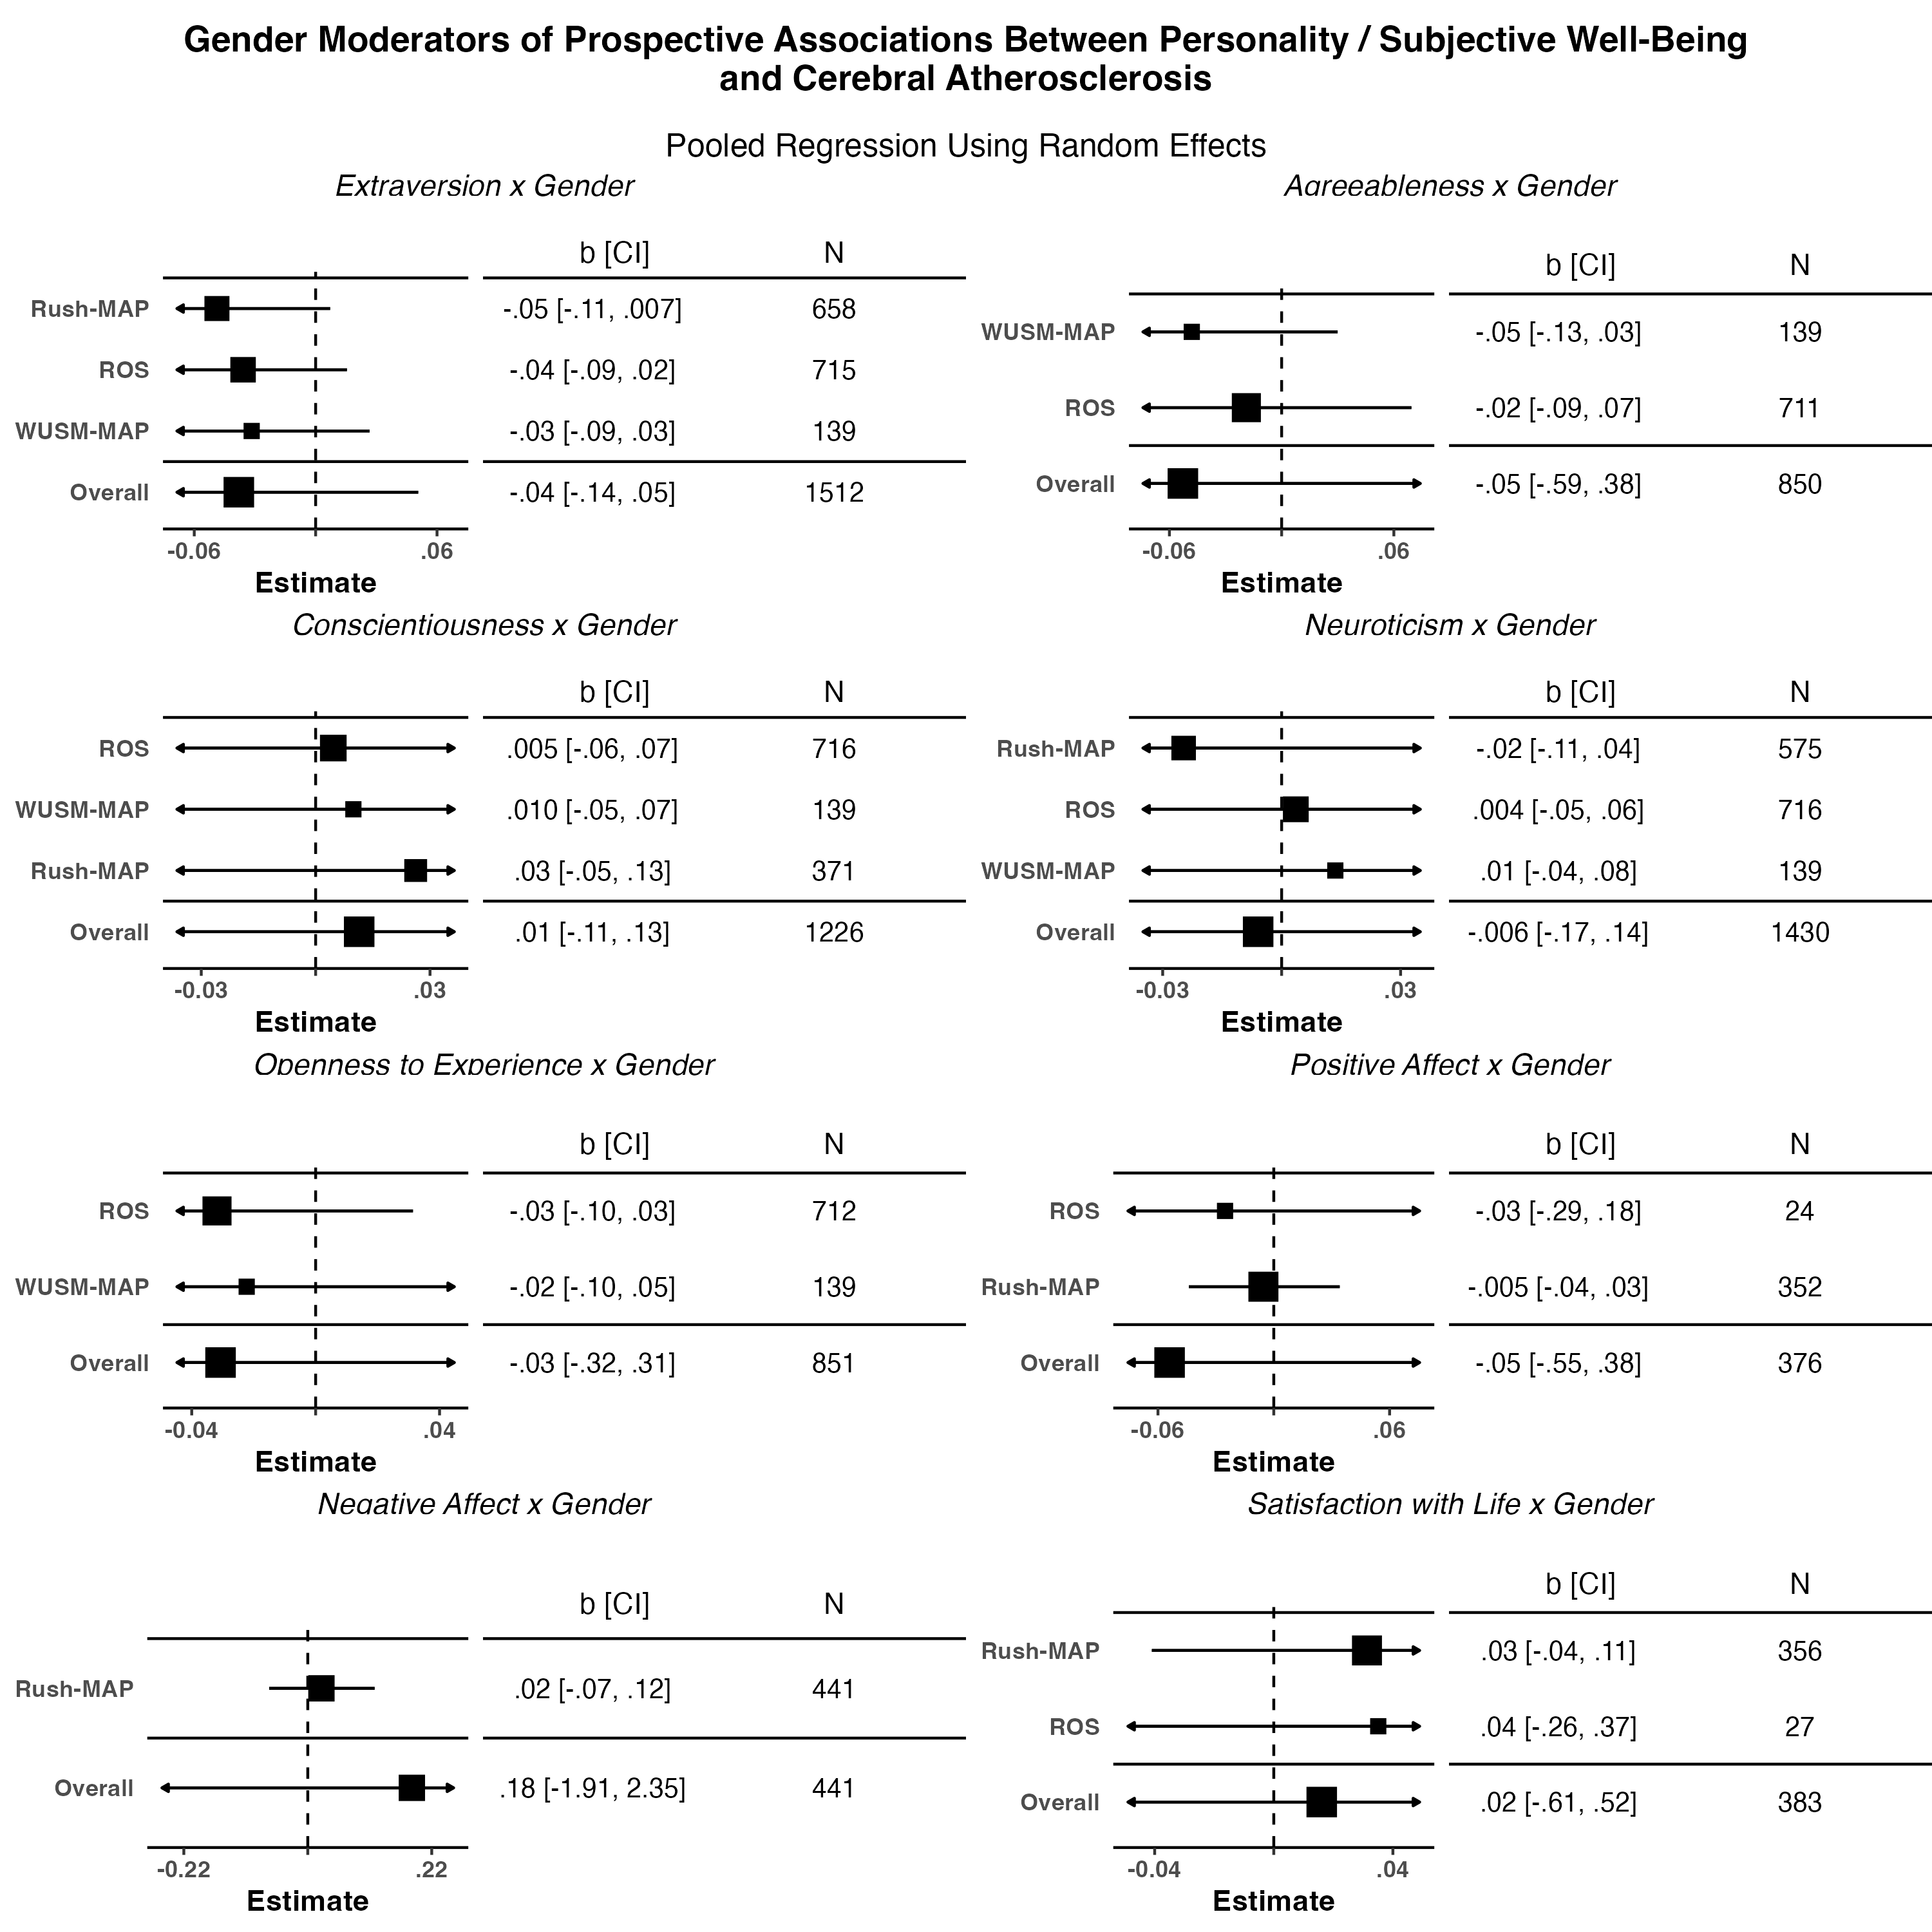 Gender Moderators of Prospective Associations Between Personality / Subjective Well-Being
and Cerebral Atherosclerosis
Pooled Regression Using Random Effects
Extraversion x Gender
b [CI] N
Rush-MAP -.05 [-.11, .007] 658
ROS -.04 [-.09, .02] 715
WUSM-MAP -.03 [-.09, .03] 139
Overall -.04 [-.14, .05] 1512
-0.06 .06
Estimate
Agreeableness x Gender
b [CI] N
WUSM-MAP -.05 [-.13, .03] 139
ROS -.02 [-.09, .07] 711
Overall -.05 [-.59, .38] 850
-0.06 .06
Estimate
Conscientiousness x Gender
b [CI] N
ROS .005 [-.06, .07] 716
WUSM-MAP .010 [-.05, .07] 139
Rush-MAP .03 [-.05, .13] 371
Overall .01 [-.11, .13] 1226
-0.03 .03
Estimate
Neuroticism x Gender
b [CI] N
Rush-MAP -.02 [-.11, .04] 575
ROS .004 [-.05, .06] 716
WUSM-MAP .01 [-.04, .08] 139
Overall -.006 [-.17, .14] 1430
-0.03 .03
Estimate
Openness to Experience x Gender
b [CI] N
ROS -.03 [-.10, .03] 712
WUSM-MAP -.02 [-.10, .05] 139
Overall -.03 [-.32, .31] 851
-0.04 .04
Estimate
Positive Affect x Gender
b [CI] N
ROS -.03 [-.29, .18] 24
Rush-MAP -.005 [-.04, .03] 352
Overall -.05 [-.55, .38] 376
-0.06 .06
Estimate
Negative Affect x Gender
b [CI] N
Rush-MAP .02 [-.07, .12] 441
Overall .18 [-1.91, 2.35] 441
-0.22 .22
Estimate
Satisfaction with Life x Gender
b [CI] N
Rush-MAP .03 [-.04, .11] 356
ROS .04 [-.26, .37] 27
Overall .02 [-.61, .52] 383
-0.04 .04
Estimate